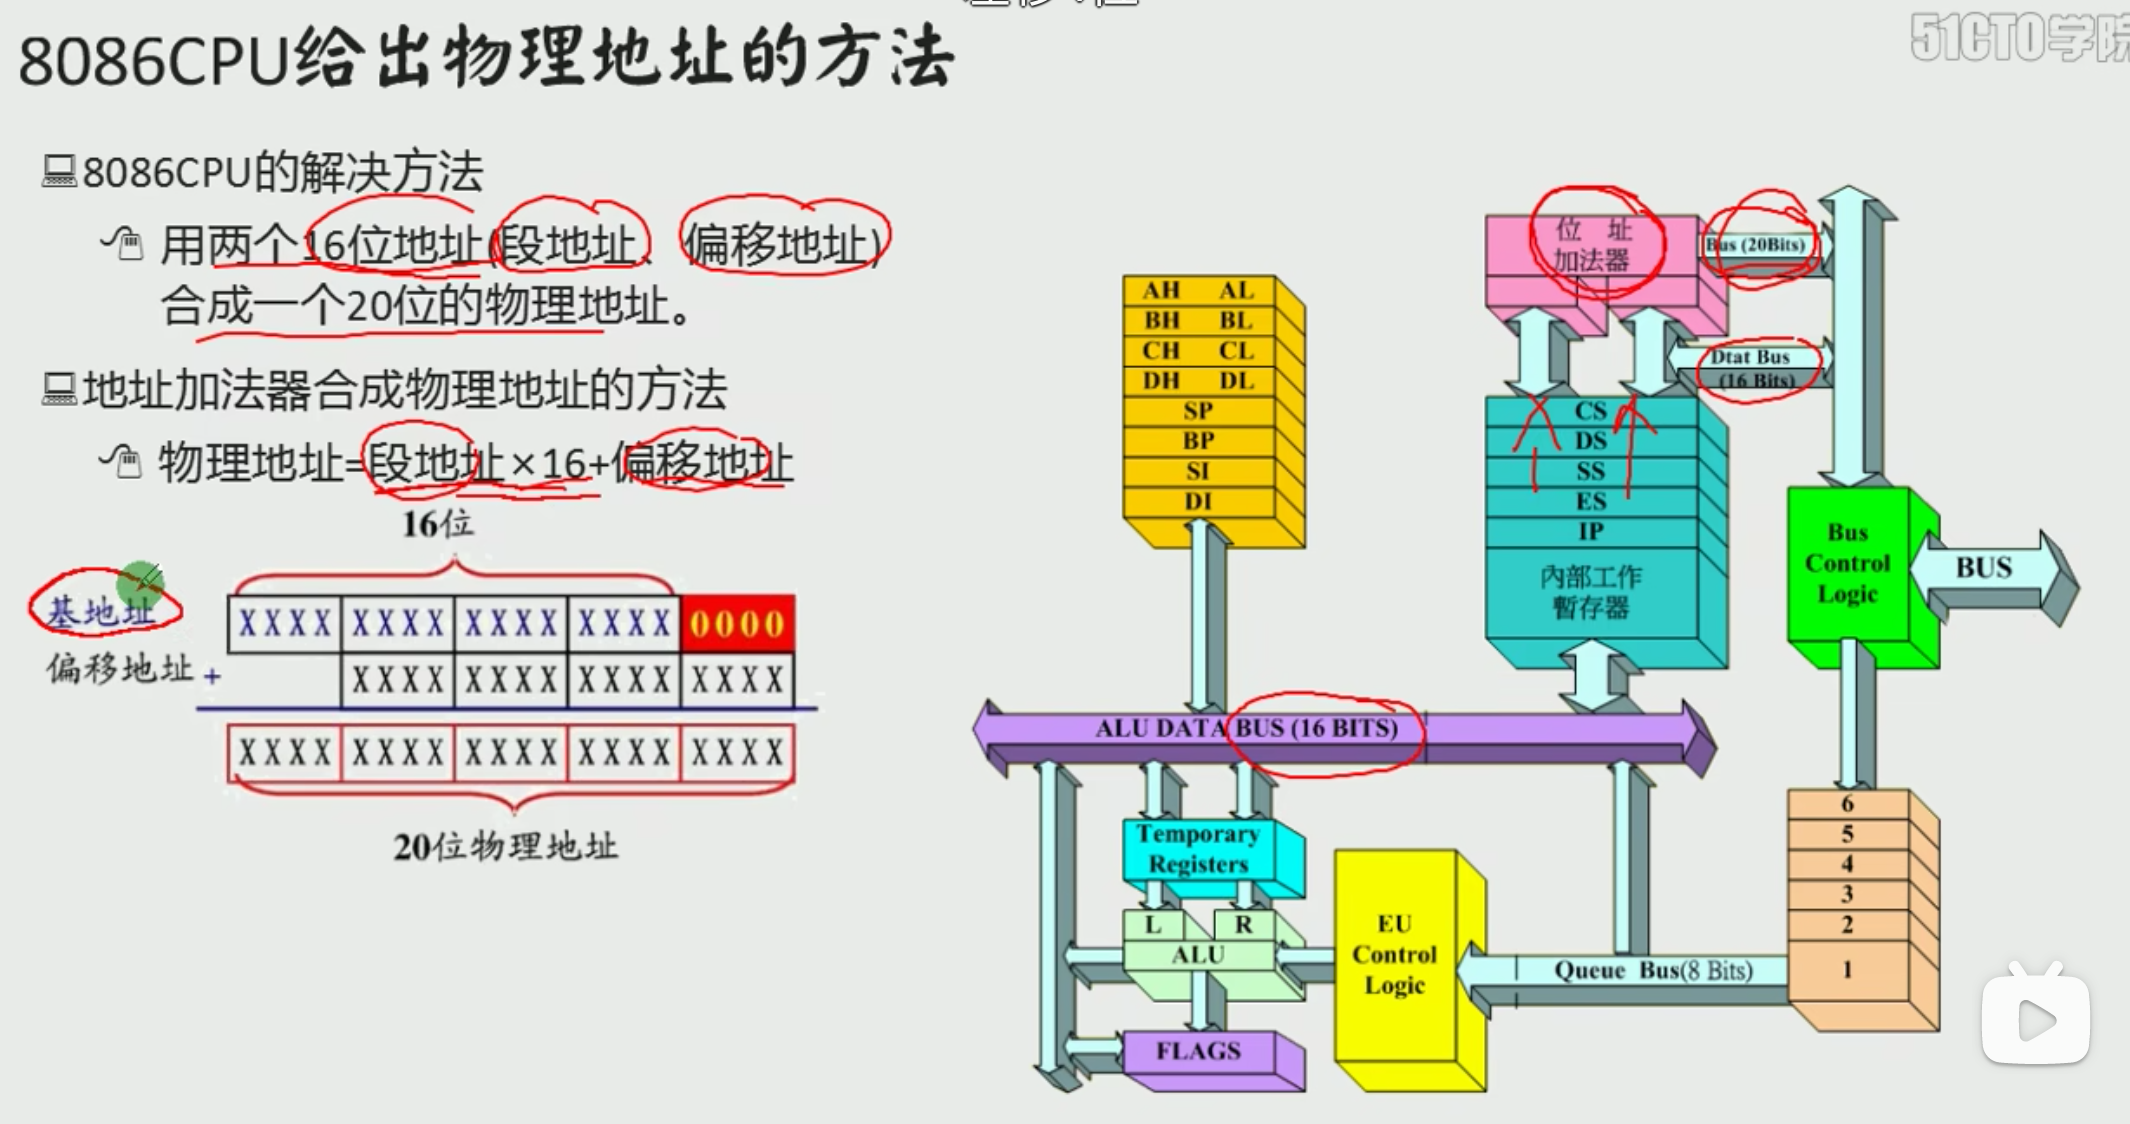 8086CPU给出物理地址的方法
51CTO学院
8086CPU的解决方法
用两个16位地址(段地址、偏移地址)
合成一个20位的物理地址。
地址加法器合成物理地址的方法
物理地址=段地址×16+偏移地址
16位
基地址 XXXX XXXX XXXX XXXX 0000
偏移地址 + XXXX XXXX XXXX XXXX
XXXX XXXX XXXX XXXX XXXX
20位物理地址
AH AL
BH BL
CH CL
DH DL
SP
BP
SI
DI
位 址
加法器
Bus (20Bits)
Dtat Bus
(16 Bits)
CS
DS
SS
ES
IP
內部工作
暫存器
Bus
Control
Logic
BUS
ALU DATA BUS (16 BITS)
Temporary
Registers
L R
ALU
FLAGS
EU
Control
Logic
Queue Bus(8 Bits)
6
5
4
3
2
1